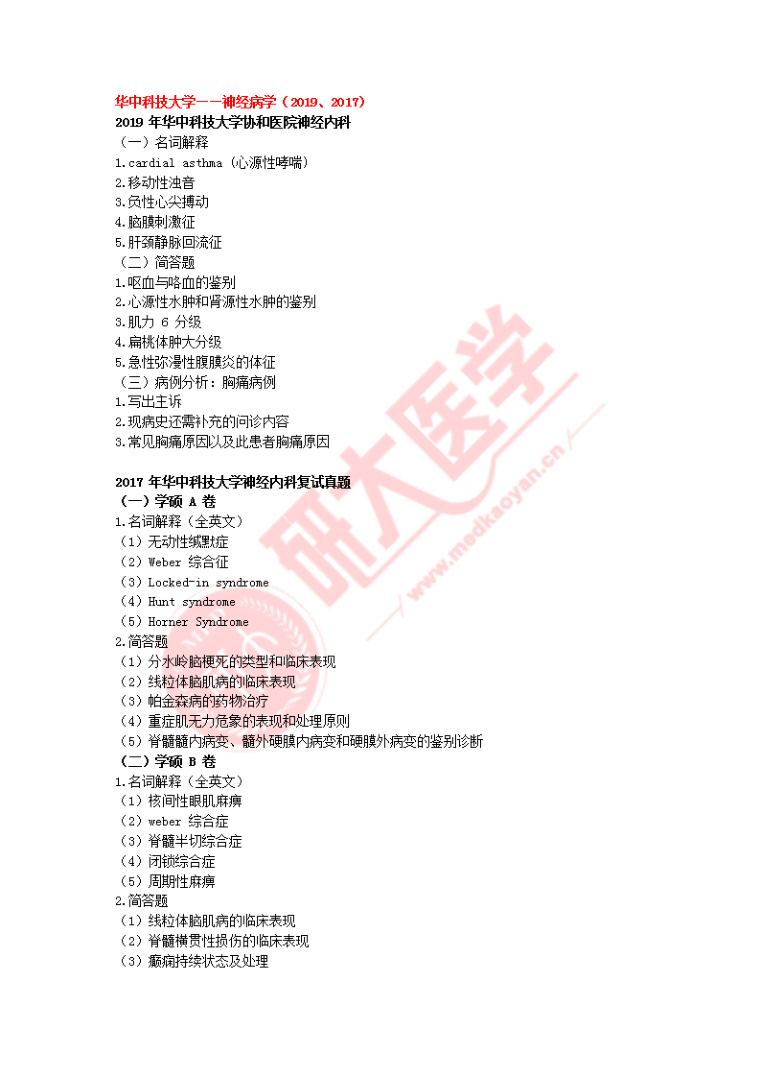 华中科技大学——神经病学（2019、2017）
2019 年华中科技大学协和医院神经内科
（一）名词解释
1.cardial asthma (心源性哮喘)
2.移动性浊音
3.负性心尖搏动
4.脑膜刺激征
5.肝颈静脉回流征
（二）简答题
1.呕血与咯血的鉴别
2.心源性水肿和肾源性水肿的鉴别
3.肌力 6 分级
4.扁桃体肿大分级
5.急性弥漫性腹膜炎的体征
（三）病例分析：胸痛病例
1.写出主诉
2.现病史还需补充的问诊内容
3.常见胸痛原因以及此患者胸痛原因
2017 年华中科技大学神经内科复试真题
（一）学硕 A 卷
1.名词解释（全英文）
（1）无动性缄默症
（2）Weber 综合征
（3）Locked-in syndrome
（4）Hunt syndrome
（5）Horner Syndrome
2.简答题
（1）分水岭脑梗死的类型和临床表现
（2）线粒体脑肌病的临床表现
（3）帕金森病的药物治疗
（4）重症肌无力危象的表现和处理原则
（5）脊髓髓内病变、髓外硬膜内病变和硬膜外病变的鉴别诊断
（二）学硕 B 卷
1.名词解释（全英文）
（1）核间性眼肌麻痹
（2）weber 综合症
（3）脊髓半切综合症
（4）闭锁综合症
（5）周期性麻痹
2.简答题
（1）线粒体脑肌病的临床表现
（2）脊髓横贯性损伤的临床表现
（3）癫痫持续状态及处理
研大医学
www.medkaoyan.cn